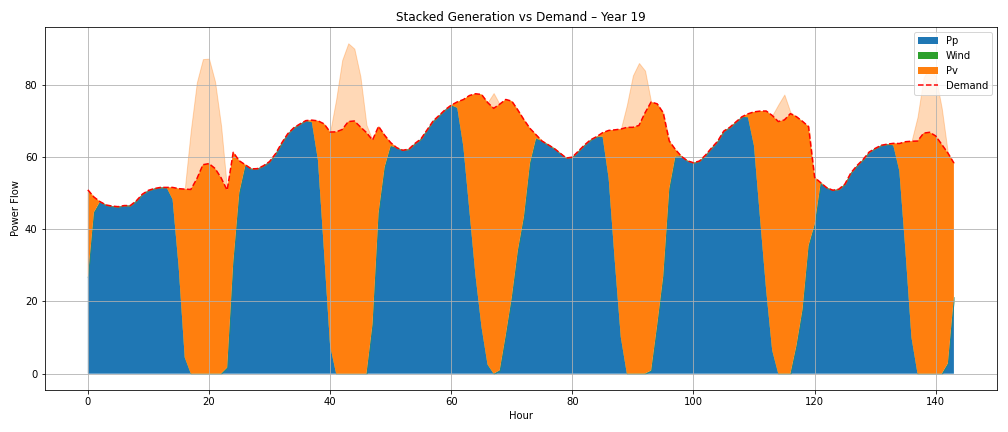 Stacked Generation vs Demand – Year 19
Pp
Wind
Pv
Demand
Power Flow
80
60
40
20
0
0 20 40 60 80 100 120 140
Hour